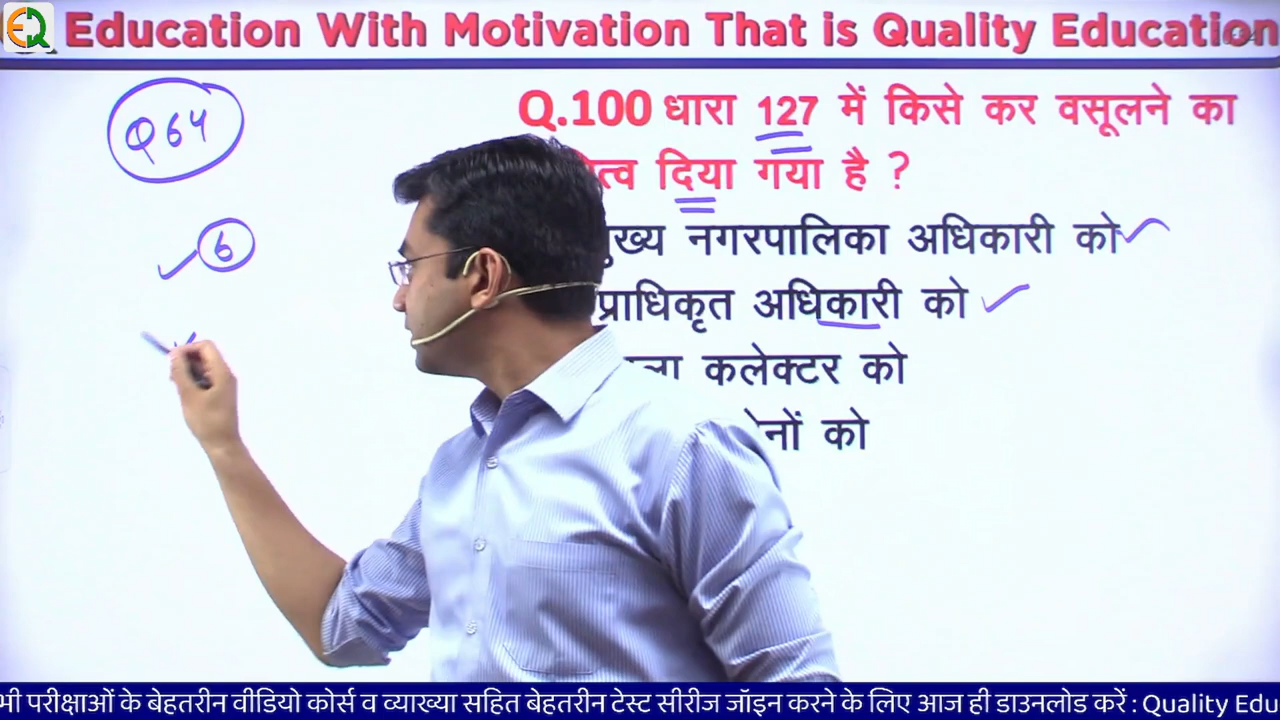 Education With Motivation That is Quality Education
Q64
Q.100 धारा 127 में किसे कर वसूलने का
दिया गया है ?
6
नगरपालिका अधिकारी को
प्राधिकृत अधिकारी को
कलेक्टर को
को
परीक्षाओं के बेहतरीन वीडियो कोर्स व व्याख्या सहित बेहतरीन टेस्ट सीरीज जॉइन करने के लिए आज ही डाउनलोड करें : Quality Edu